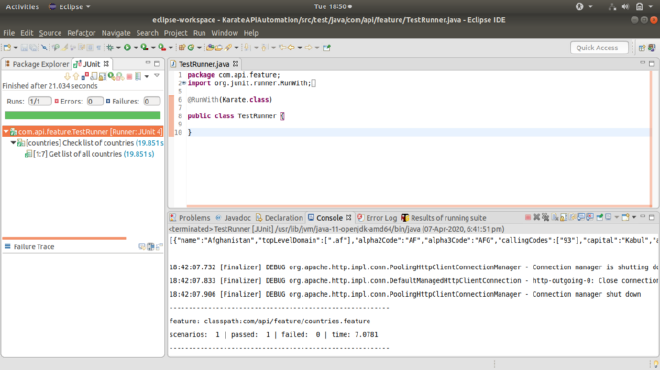 Activities Eclipse Tue 18:50
eclipse-workspace - KarateAPIAutomation/src/test/java/com/api/feature/TestRunner.java - Eclipse IDE
File Edit Source Refactor Navigate Search Project Run Window Help
Quick Access
Package Explorer JUnit
Finished after 21.034 seconds
Runs: 1/1 Errors: 0 Failures: 0
com.api.feature.TestRunner [Runner: JUnit 4]
[countries] Check list of countries (19.851 s)
[1:7] Get list of all countries (19.851 s)
Failure Trace
TestRunner.java
1 package com.api.feature;
2 import org.junit.runner.RunWith;
6 @RunWith(Karate.class)
8 public class TestRunner {
10 }
Problems Javadoc Declaration Console Error Log Results of running suite
<terminated> TestRunner [JUnit] /usr/lib/jvm/java-11-openjdk-amd64/bin/java (07-Apr-2020, 6:41:51 pm)
[{"name":"Afghanistan","topLevelDomain":[".af"],"alpha2Code":"AF","alpha3Code":"AFG","callingCodes":["93"],"capital":"Kabul",
18:42:07.732 [Finalizer] DEBUG org.apache.http.impl.conn.PoolingHttpClientConnectionManager - Connection manager is shutting
18:42:07.833 [Finalizer] DEBUG org.apache.http.impl.conn.DefaultManagedHttpClientConnection - http-outgoing-0: Close connection
18:42:07.906 [Finalizer] DEBUG org.apache.http.impl.conn.PoolingHttpClientConnectionManager - Connection manager shut down
---------------------------------------------------------
feature: classpath:com/api/feature/countries.feature
scenarios: 1 | passed: 1 | failed: 0 | time: 7.0781
---------------------------------------------------------